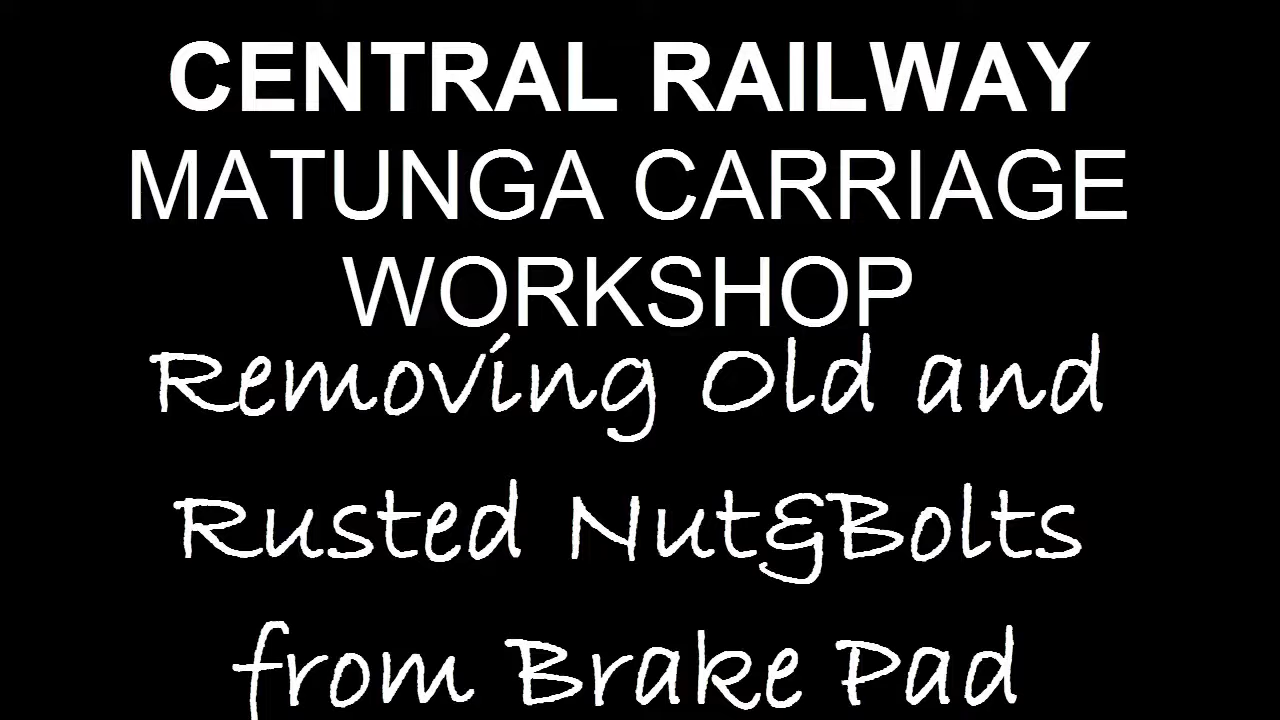 CENTRAL RAILWAY
MATUNGA CARRIAGE
WORKSHOP
Removing Old and
Rusted Nut&Bolts
from Brake Pad